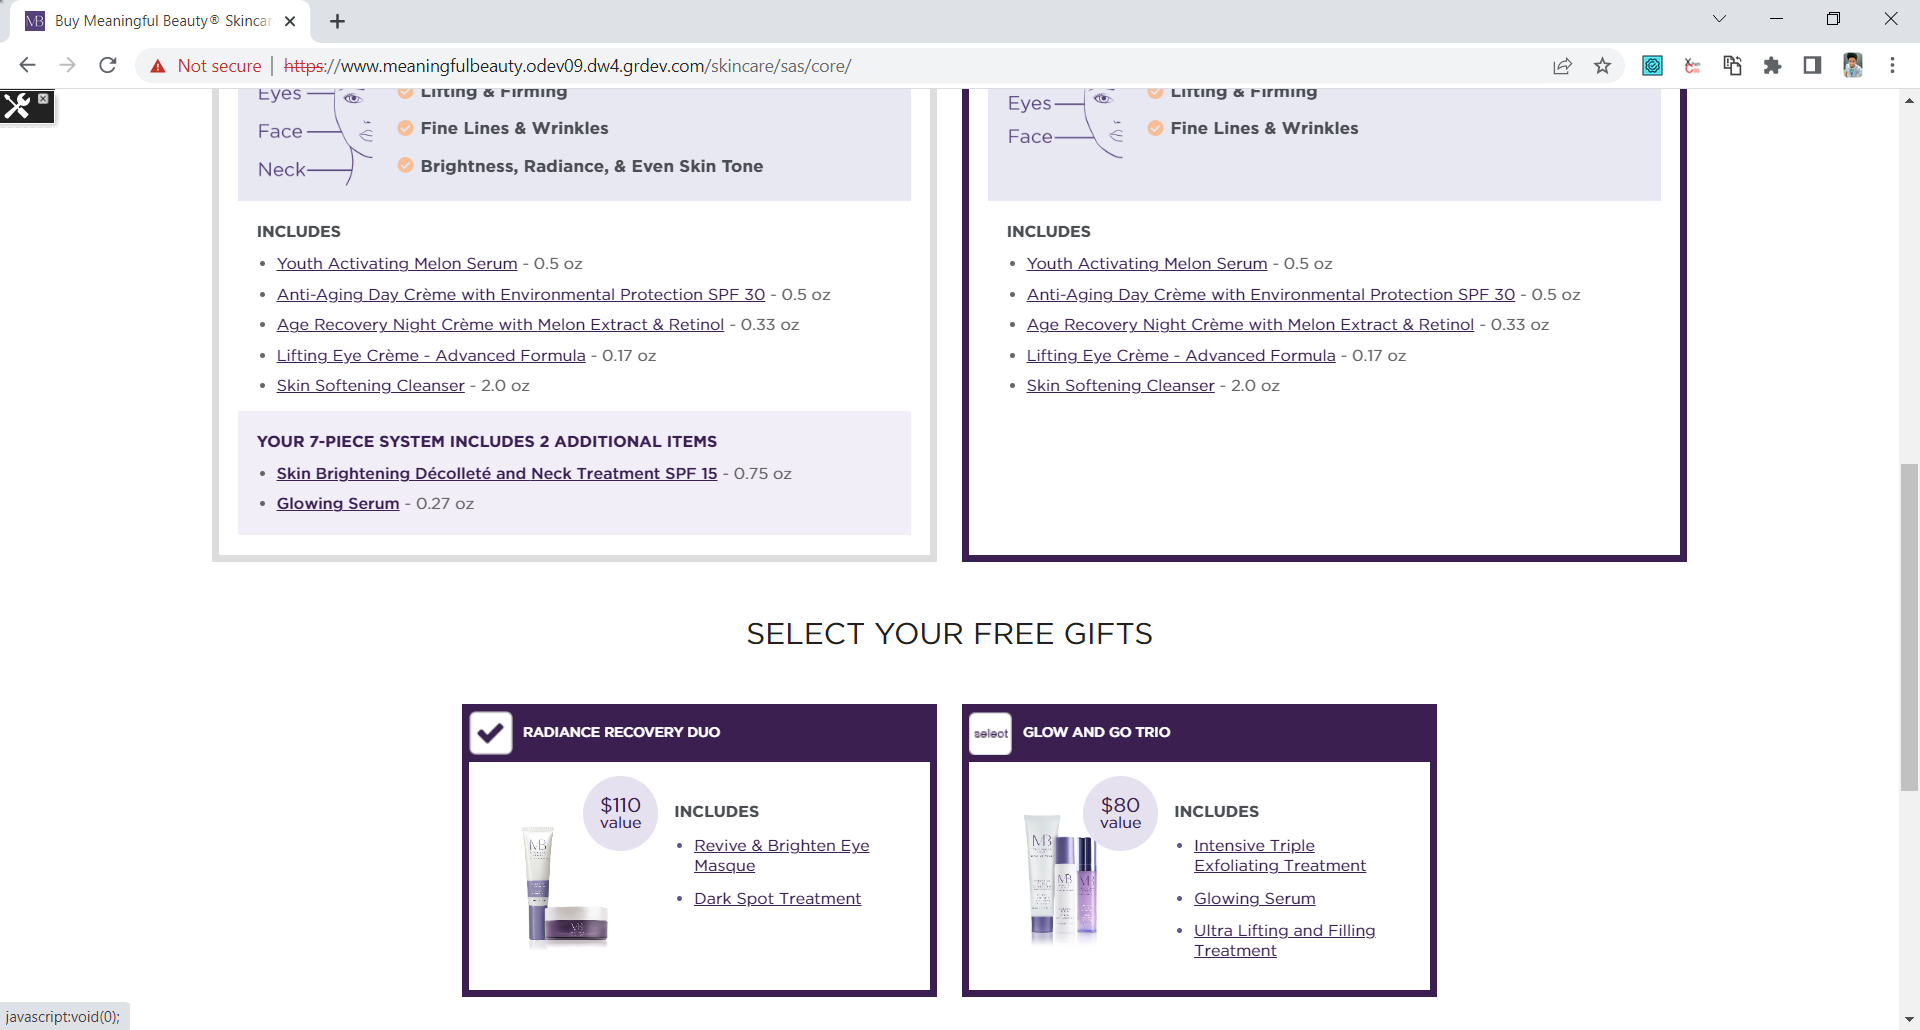 Buy Meaningful Beauty® Skincar
Not secure | https://www.meaningfulbeauty.odev09.dw4.grdev.com/skincare/sas/core/
Eyes
Lifting & Firming
Face
Fine Lines & Wrinkles
Neck
Brightness, Radiance, & Even Skin Tone
INCLUDES
• Youth Activating Melon Serum - 0.5 oz
• Anti-Aging Day Crème with Environmental Protection SPF 30 - 0.5 oz
• Age Recovery Night Crème with Melon Extract & Retinol - 0.33 oz
• Lifting Eye Crème - Advanced Formula - 0.17 oz
• Skin Softening Cleanser - 2.0 oz
YOUR 7-PIECE SYSTEM INCLUDES 2 ADDITIONAL ITEMS
• Skin Brightening Décolleté and Neck Treatment SPF 15 - 0.75 oz
• Glowing Serum - 0.27 oz
Eyes
Lifting & Firming
Face
Fine Lines & Wrinkles
INCLUDES
• Youth Activating Melon Serum - 0.5 oz
• Anti-Aging Day Crème with Environmental Protection SPF 30 - 0.5 oz
• Age Recovery Night Crème with Melon Extract & Retinol - 0.33 oz
• Lifting Eye Crème - Advanced Formula - 0.17 oz
• Skin Softening Cleanser - 2.0 oz
SELECT YOUR FREE GIFTS
RADIANCE RECOVERY DUO
$110
value
MB
MB
INCLUDES
• Revive & Brighten Eye
Masque
• Dark Spot Treatment
select
GLOW AND GO TRIO
$80
value
MB
MB
MB
INCLUDES
• Intensive Triple
Exfoliating Treatment
• Glowing Serum
• Ultra Lifting and Filling
Treatment
javascript:void(0);